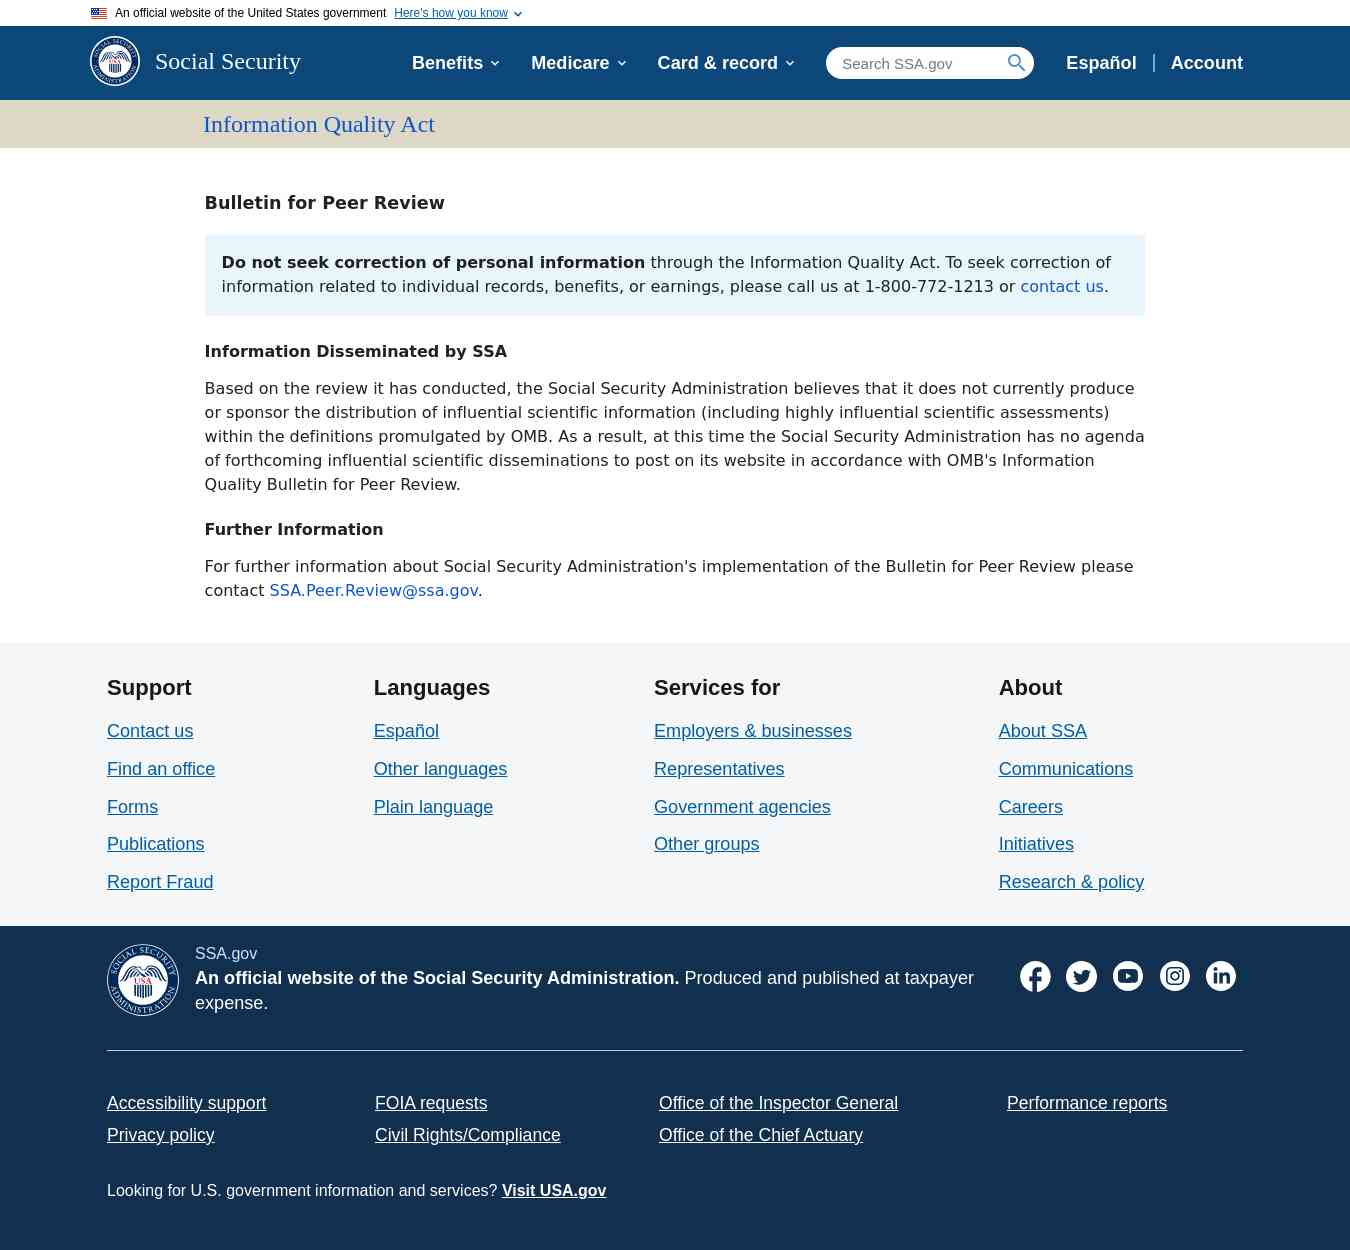 An official website of the United States government Here's how you know
Social Security
Benefits Medicare Card & record Search SSA.gov Español Account
Information Quality Act
Bulletin for Peer Review
Do not seek correction of personal information through the Information Quality Act. To seek correction of
information related to individual records, benefits, or earnings, please call us at 1-800-772-1213 or contact us.
Information Disseminated by SSA
Based on the review it has conducted, the Social Security Administration believes that it does not currently produce
or sponsor the distribution of influential scientific information (including highly influential scientific assessments)
within the definitions promulgated by OMB. As a result, at this time the Social Security Administration has no agenda
of forthcoming influential scientific disseminations to post on its website in accordance with OMB's Information
Quality Bulletin for Peer Review.
Further Information
For further information about Social Security Administration's implementation of the Bulletin for Peer Review please
contact SSA.Peer.Review@ssa.gov.
Support
Contact us
Find an office
Forms
Publications
Report Fraud
Languages
Español
Other languages
Plain language
Services for
Employers & businesses
Representatives
Government agencies
Other groups
About
About SSA
Communications
Careers
Initiatives
Research & policy
SOCIAL SECURITY
USA
ADMINISTRATION
SSA.gov
An official website of the Social Security Administration. Produced and published at taxpayer
expense.
Accessibility support FOIA requests Office of the Inspector General Performance reports
Privacy policy Civil Rights/Compliance Office of the Chief Actuary
Looking for U.S. government information and services? Visit USA.gov